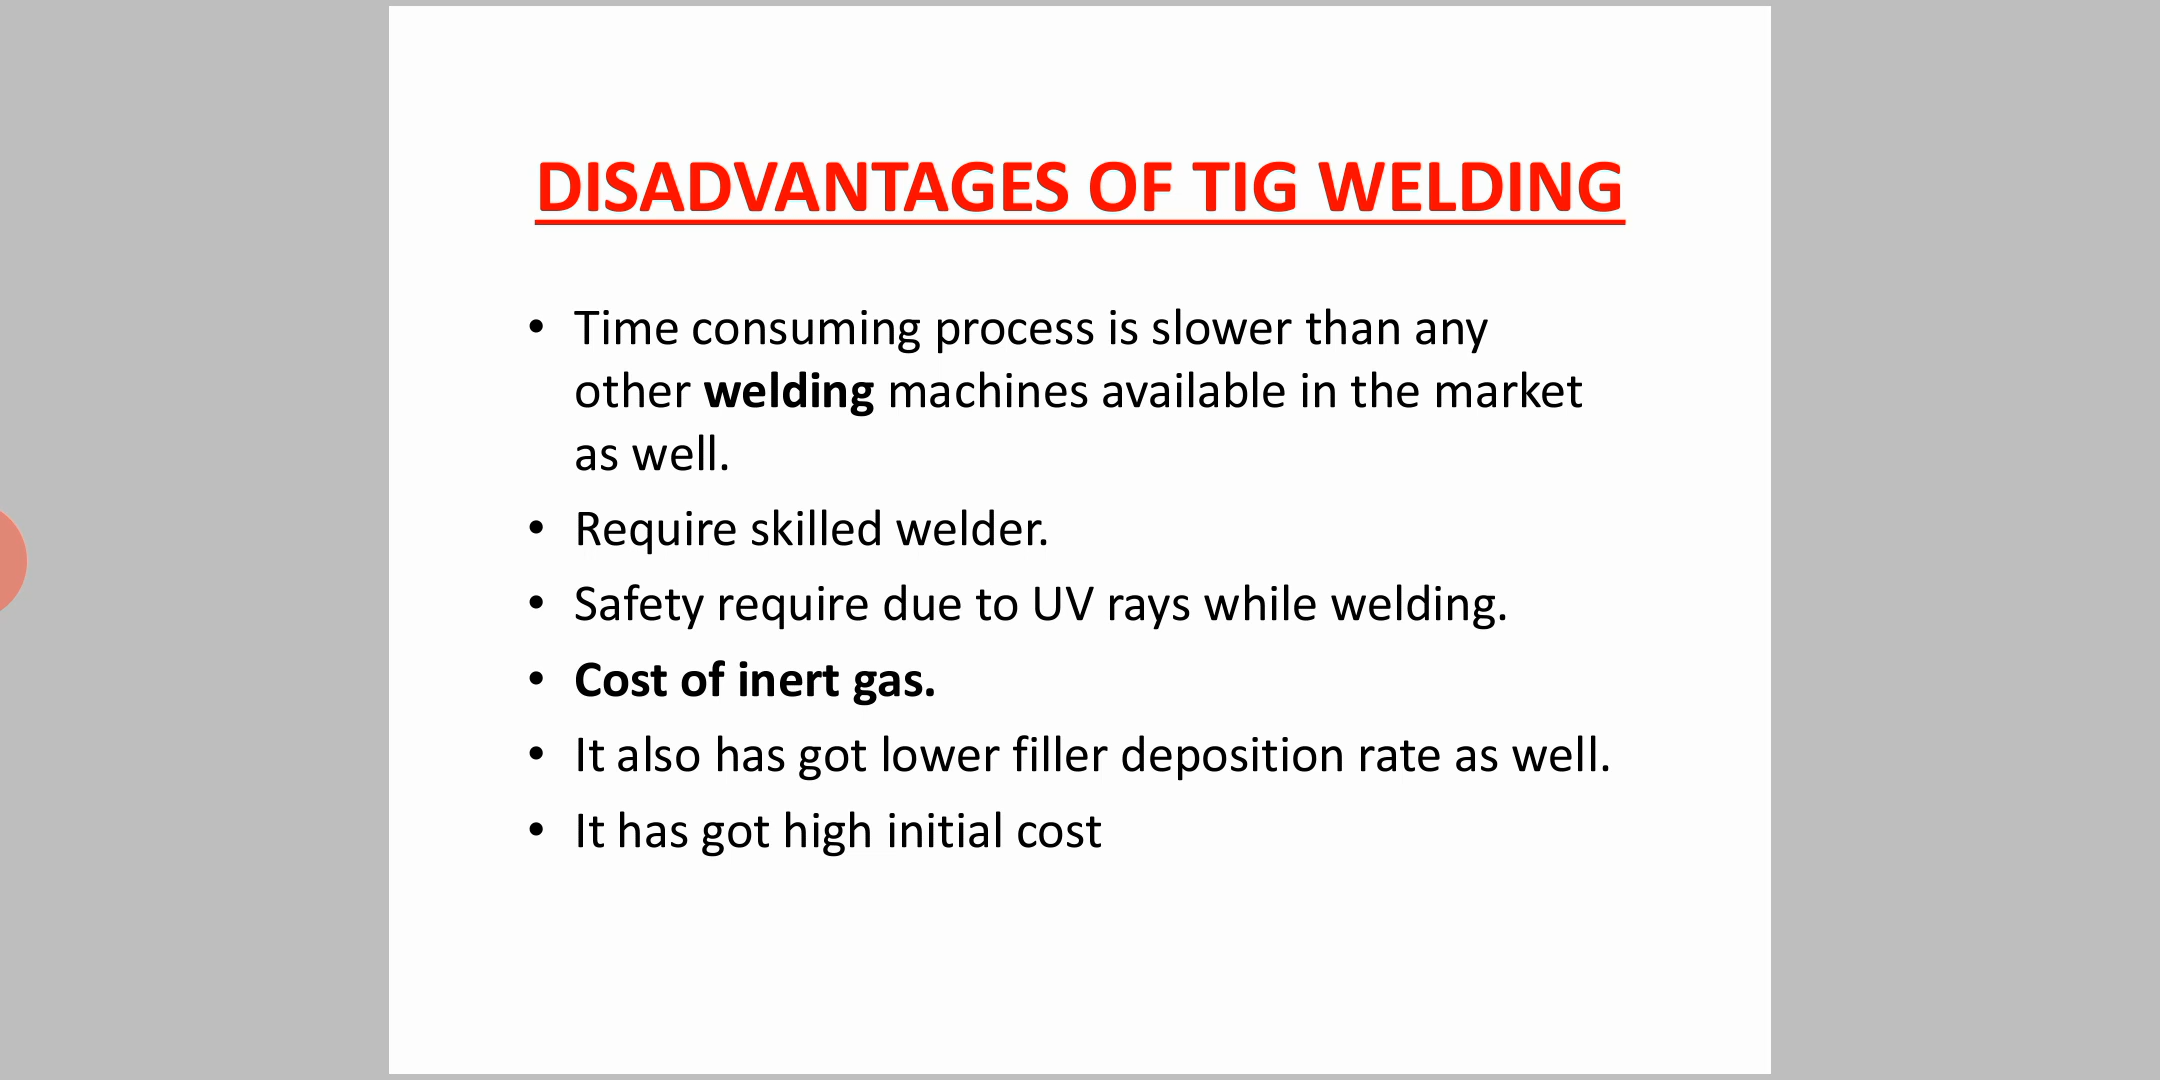 DISADVANTAGES OF TIG WELDING
• Time consuming process is slower than any
other welding machines available in the market
as well.
• Require skilled welder.
• Safety require due to UV rays while welding.
• Cost of inert gas.
• It also has got lower filler deposition rate as well.
• It has got high initial cost